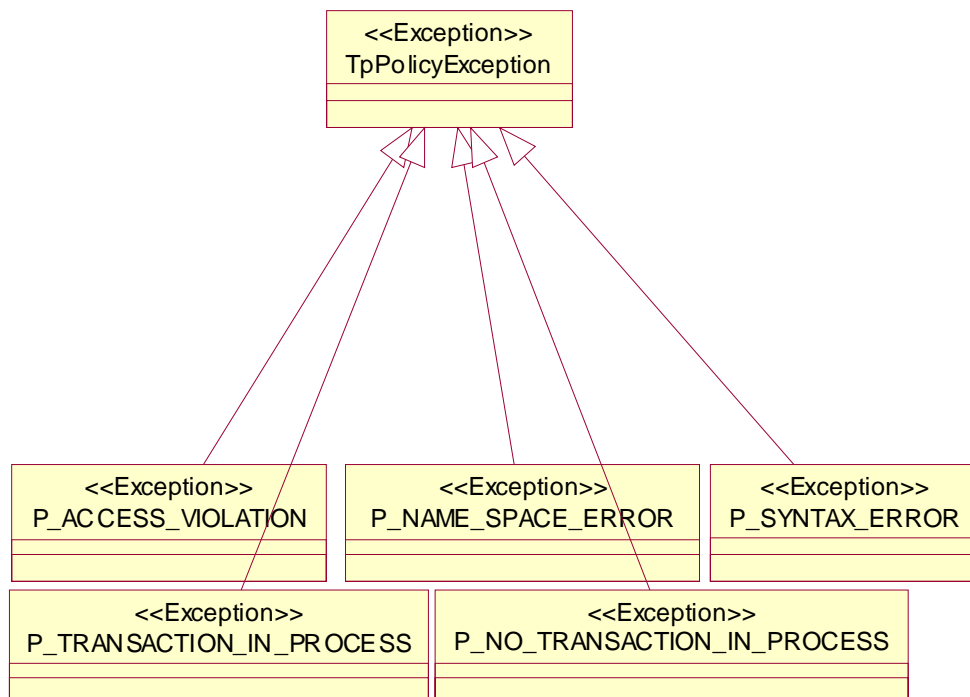 <<Exception>>
TpPolicyException
<<Exception>>
P_ACCESS_VIOLATION
<<Exception>>
P_NAME_SPACE_ERROR
<<Exception>>
P_SYNTAX_ERROR
<<Exception>>
P_TRANSACTION_IN_PROCESS
<<Exception>>
P_NO_TRANSACTION_IN_PROCESS